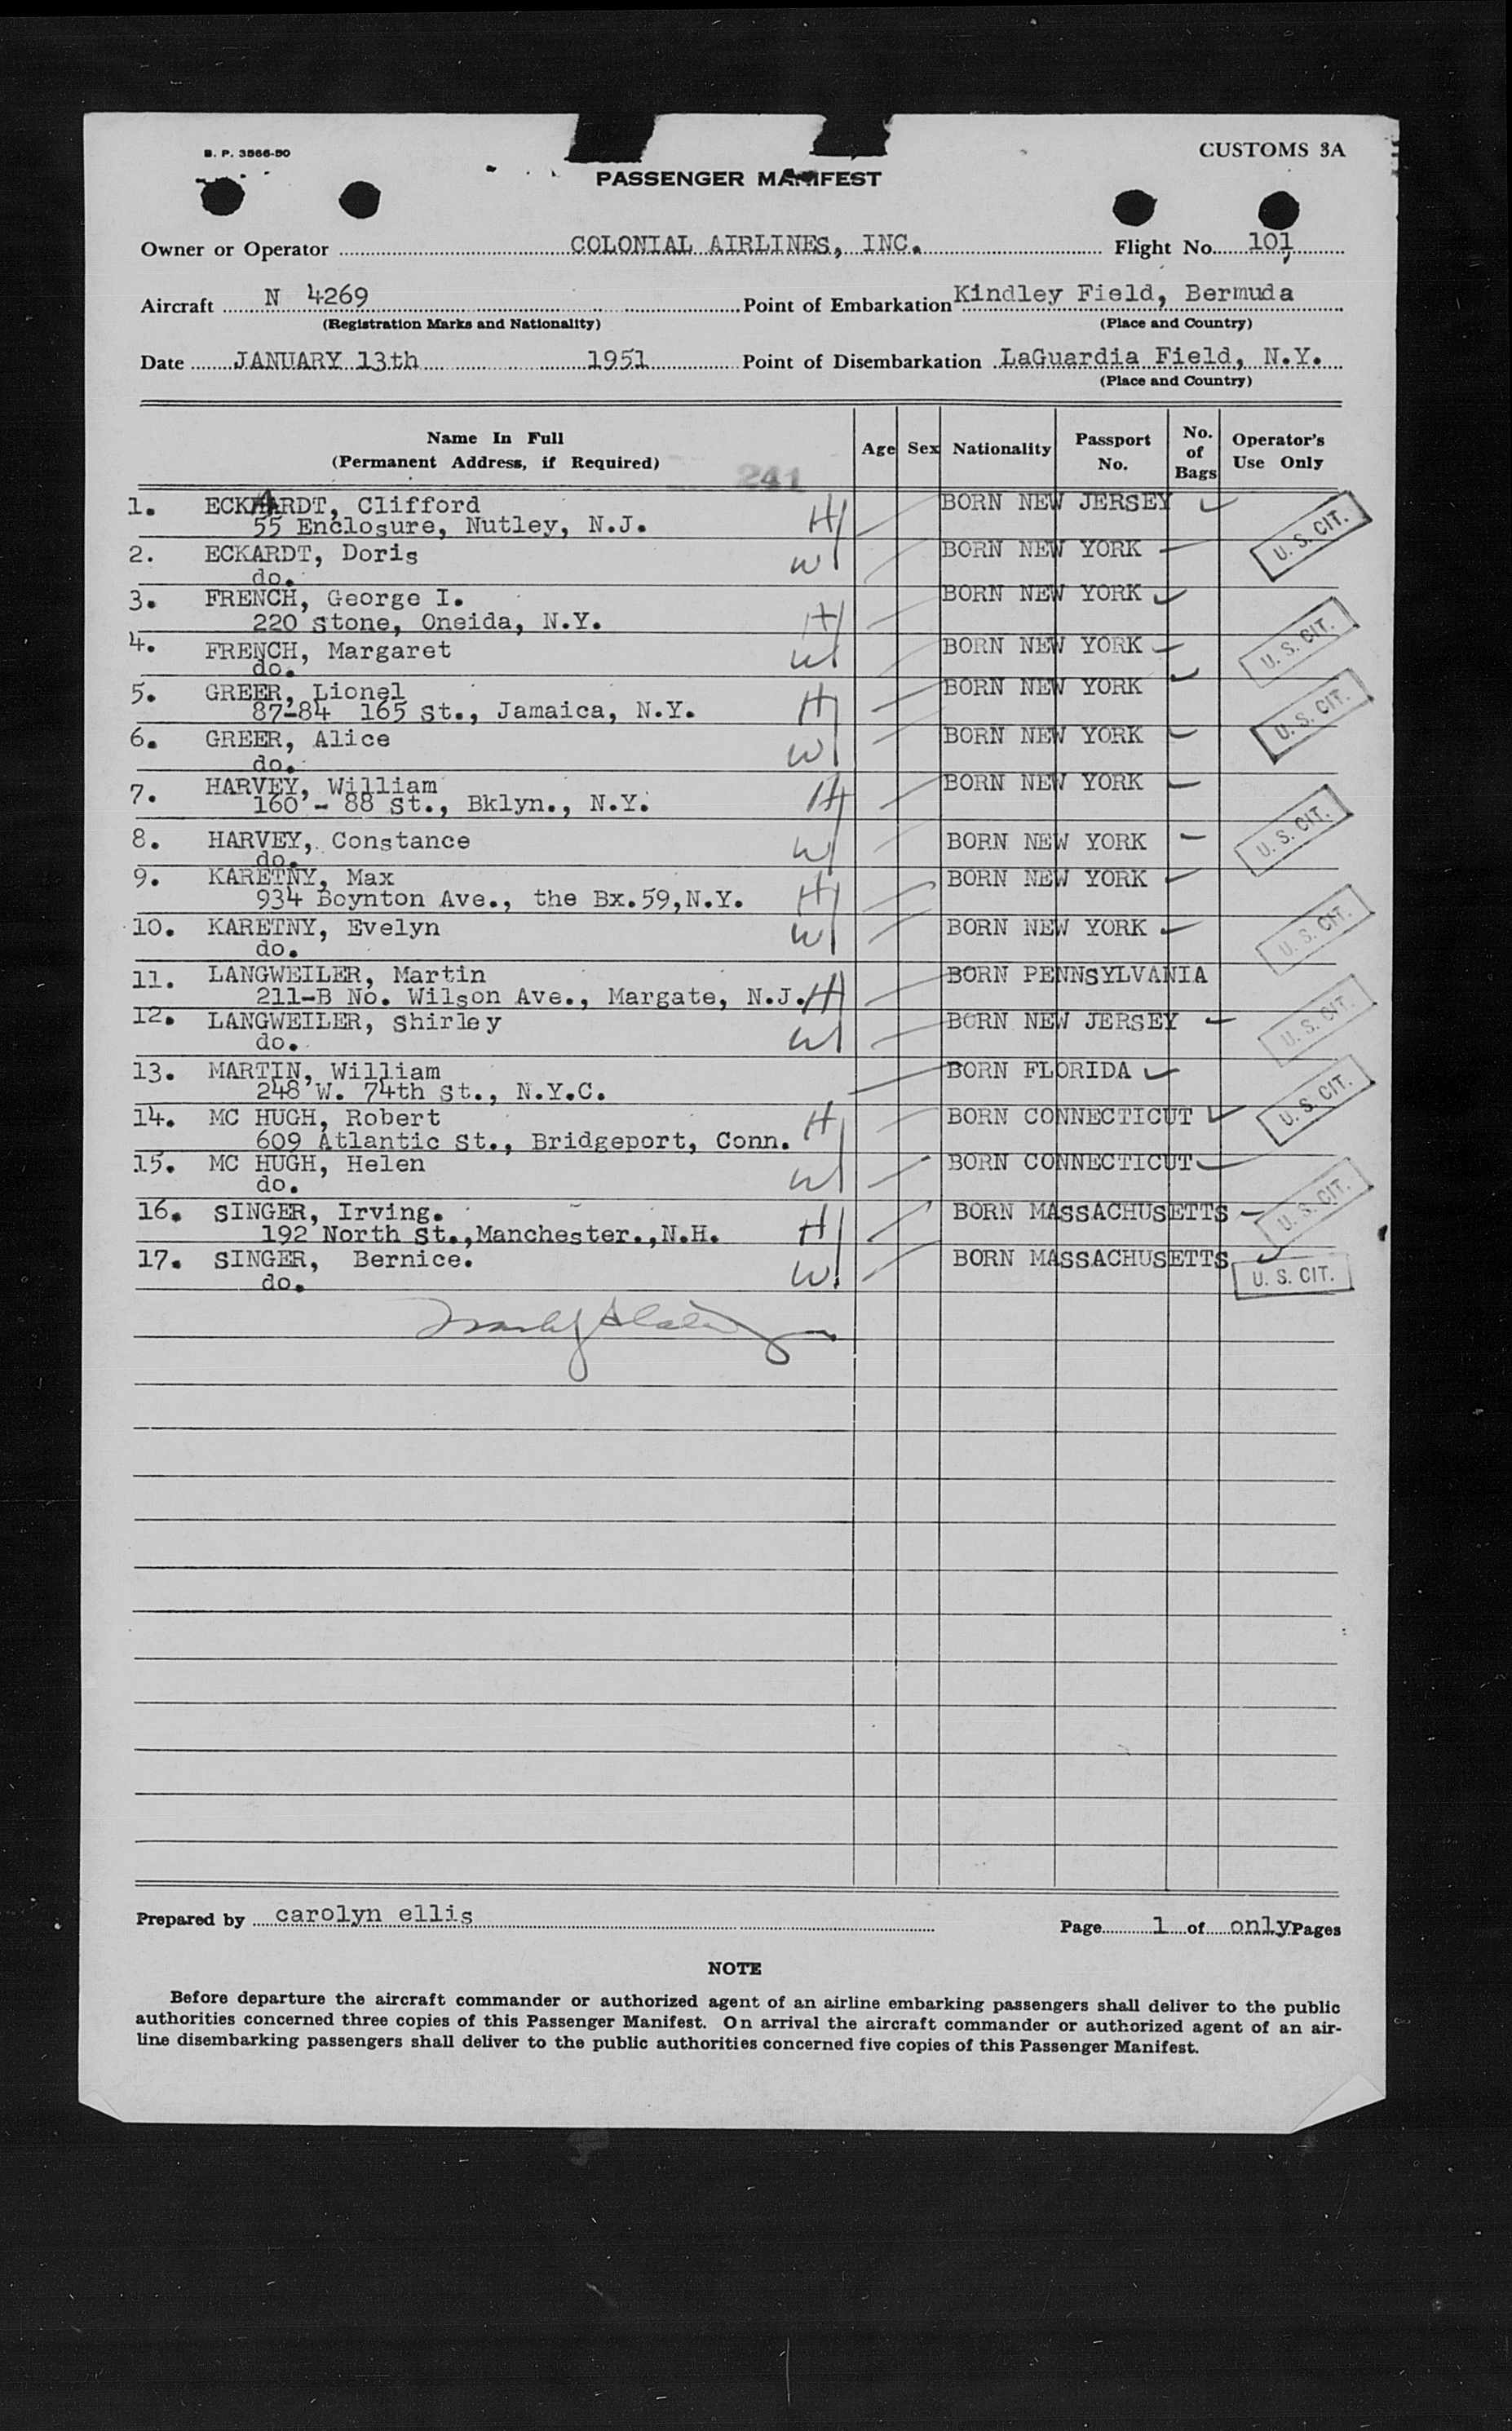 B. P. 3566-50
CUSTOMS 3A
PASSENGER MANIFEST
Owner or Operator COLONIAL AIRLINES, INC. Flight No. 101
Aircraft N 4269 Point of Embarkation Kindley Field, Bermuda
(Registration Marks and Nationality) (Place and Country)
Date JANUARY 13th 1951 Point of Disembarkation LaGuardia Field, N.Y.
(Place and Country)
Name In Full (Permanent Address, if Required) Age Sex Nationality Passport No. No. of Bags Operator's Use Only
241
1. ECKARDT, Clifford BORN NEW JERSEY
55 Enclosure, Nutley, N.J. H U. S. CIT.
2. ECKARDT, Doris BORN NEW YORK
do. W
3. FRENCH, George I. BORN NEW YORK
220 stone, Oneida, N.Y. H U. S. CIT.
4. FRENCH, Margaret BORN NEW YORK
do. W
5. GREER, Lionel BORN NEW YORK
87-84 165 st., Jamaica, N.Y. H U. S. CIT.
6. GREER, Alice BORN NEW YORK
do. W
7. HARVEY, William BORN NEW YORK
160 - 88 st., Bklyn., N.Y. H U. S. CIT.
8. HARVEY, Constance BORN NEW YORK
do. W
9. KARETNY, Max BORN NEW YORK
934 Boynton Ave., the Bx.59,N.Y. H U. S. CIT.
10. KARETNY, Evelyn BORN NEW YORK
do. W
11. LANGWEILER, Martin BORN PENNSYLVANIA
211-B No. Wilson Ave., Margate, N.J. H U. S. CIT.
12. LANGWEILER, Shirley BORN NEW JERSEY
do. W
13. MARTIN, William BORN FLORIDA
248 W. 74th st., N.Y.C. U. S. CIT.
14. MC HUGH, Robert BORN CONNECTICUT
609 Atlantic st., Bridgeport, Conn. H
15. MC HUGH, Helen BORN CONNECTICUT
do. W U. S. CIT.
16. SINGER, Irving. BORN MASSACHUSETTS
192 North St.,Manchester.,N.H. H
17. SINGER, Bernice. BORN MASSACHUSETTS
do. W U. S. CIT.
Prepared by carolyn ellis Page 1 of only Pages
NOTE
Before departure the aircraft commander or authorized agent of an airline embarking passengers shall deliver to the public
authorities concerned three copies of this Passenger Manifest. On arrival the aircraft commander or authorized agent of an air-
line disembarking passengers shall deliver to the public authorities concerned five copies of this Passenger Manifest.